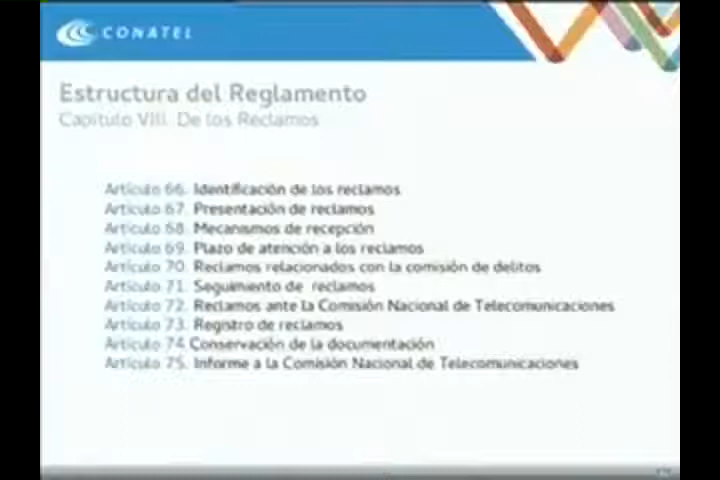 CONATEL
Estructura del Reglamento
Capítulo VIII. De los Reclamos
Artículo 66. Identificación de los reclamos
Artículo 67. Presentación de reclamos
Artículo 68. Mecanismos de recepción
Artículo 69. Plazo de atención a los reclamos
Artículo 70. Reclamos relacionados con la comisión de delitos
Artículo 71. Seguimiento de reclamos
Artículo 72. Reclamos ante la Comisión Nacional de Telecomunicaciones
Artículo 73. Registro de reclamos
Artículo 74 Conservación de la documentación
Artículo 75. Informe a la Comisión Nacional de Telecomunicaciones